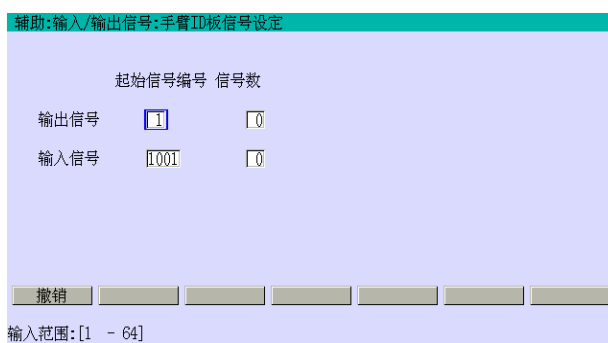 辅助:输入/输出信号:手臂ID板信号设定
起始信号编号 信号数
输出信号 1 0
输入信号 1001 0
撤销
输入范围:[1 - 64]